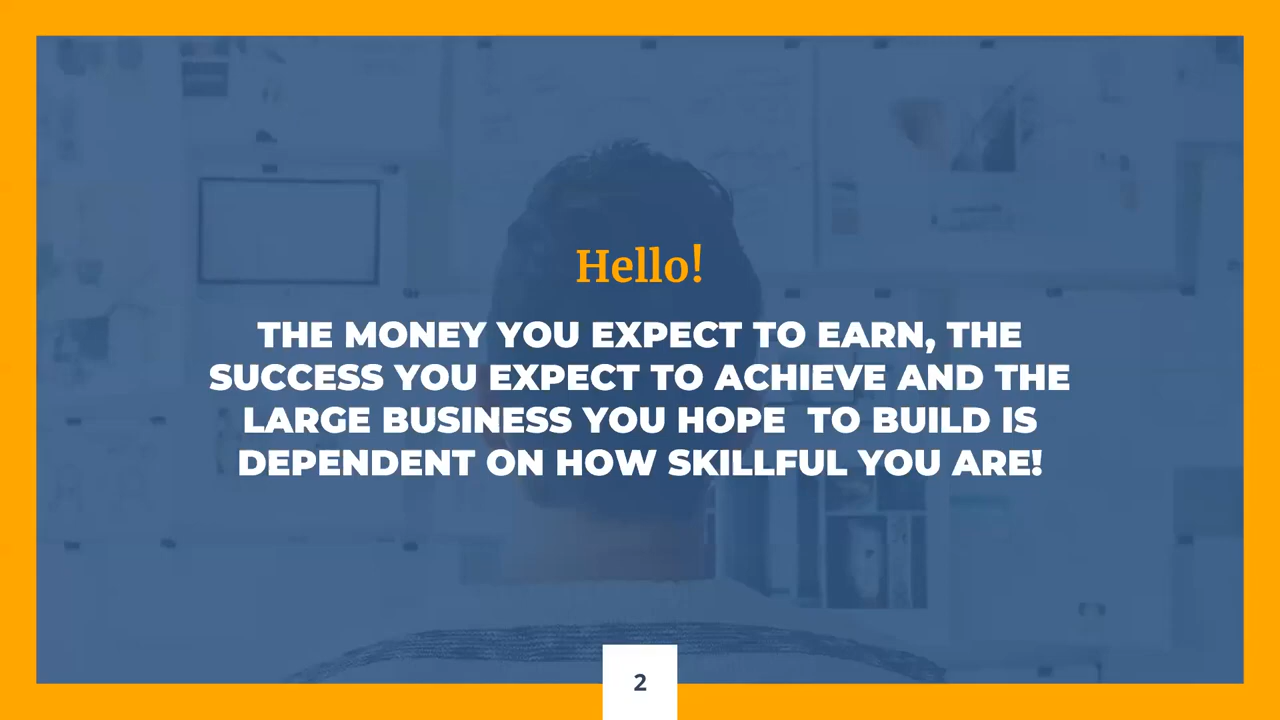 Hello!
THE MONEY YOU EXPECT TO EARN, THE
SUCCESS YOU EXPECT TO ACHIEVE AND THE
LARGE BUSINESS YOU HOPE  TO BUILD IS
DEPENDENT ON HOW SKILLFUL YOU ARE!
2